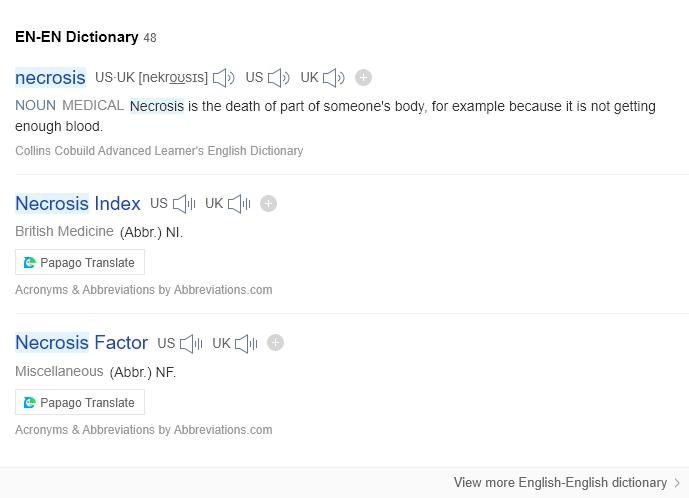 EN-EN Dictionary 48
necrosis US·UK [nekroʊsɪs] US UK
NOUN MEDICAL Necrosis is the death of part of someone's body, for example because it is not getting
enough blood.
Collins Cobuild Advanced Learner's English Dictionary
Necrosis Index US UK
British Medicine (Abbr.) NI.
Papago Translate
Acronyms & Abbreviations by Abbreviations.com
Necrosis Factor US UK
Miscellaneous (Abbr.) NF.
Papago Translate
Acronyms & Abbreviations by Abbreviations.com
View more English-English dictionary